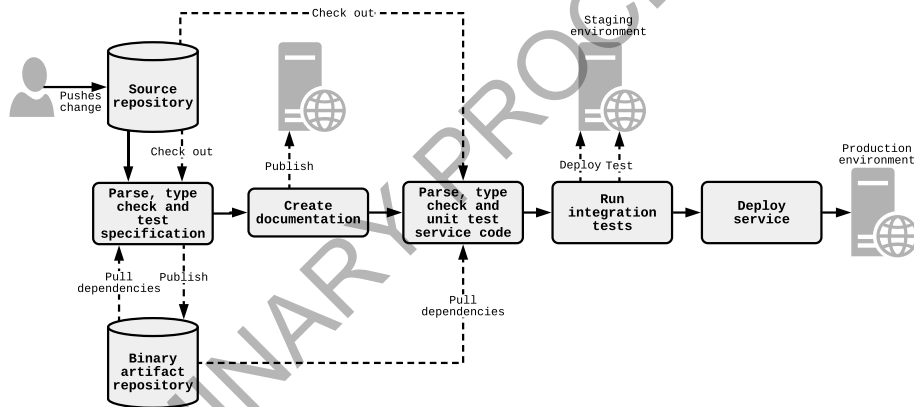 Check out
Staging
environment
Pushes
change
Source
repository
Check out
Publish
Deploy
Test
Production
environment
Parse, type
check and
test
specification
Create
documentation
Parse, type
check and
unit test
service code
Run
integration
tests
Deploy
service
Pull
dependencies
Publish
Pull
dependencies
Binary
artifact
repository
INARY PROC